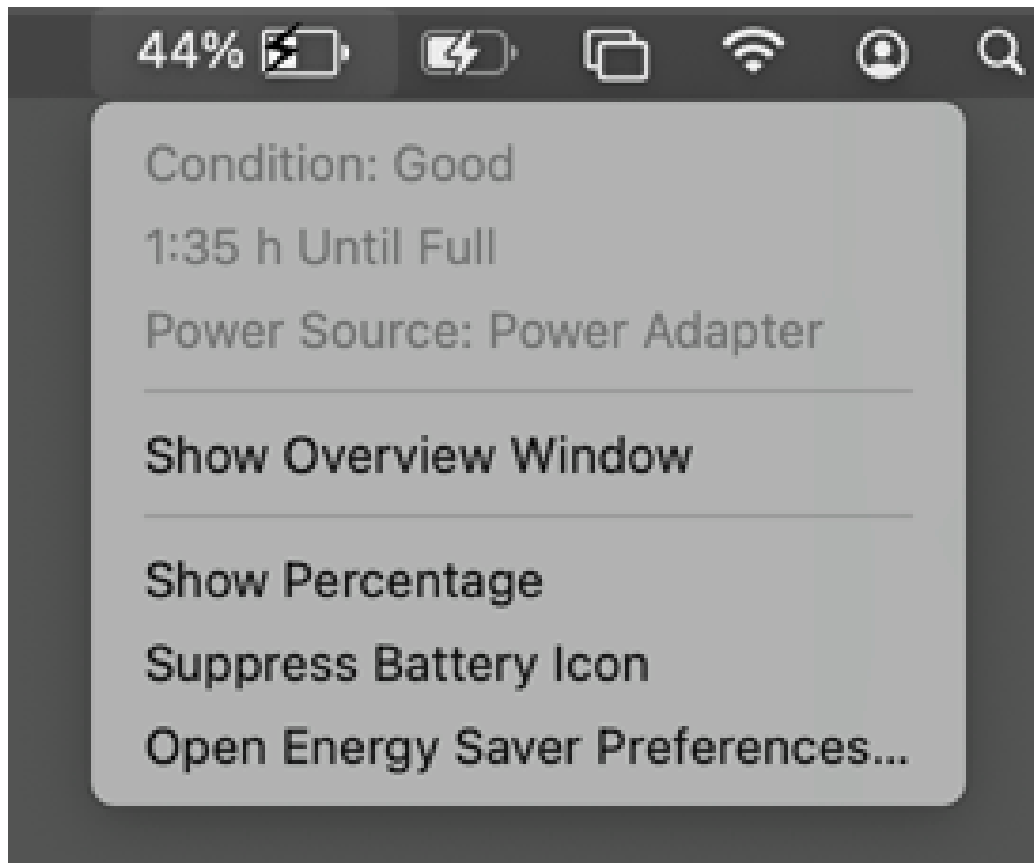 44%
Condition: Good
1:35 h Until Full
Power Source: Power Adapter
Show Overview Window
Show Percentage
Suppress Battery Icon
Open Energy Saver Preferences...